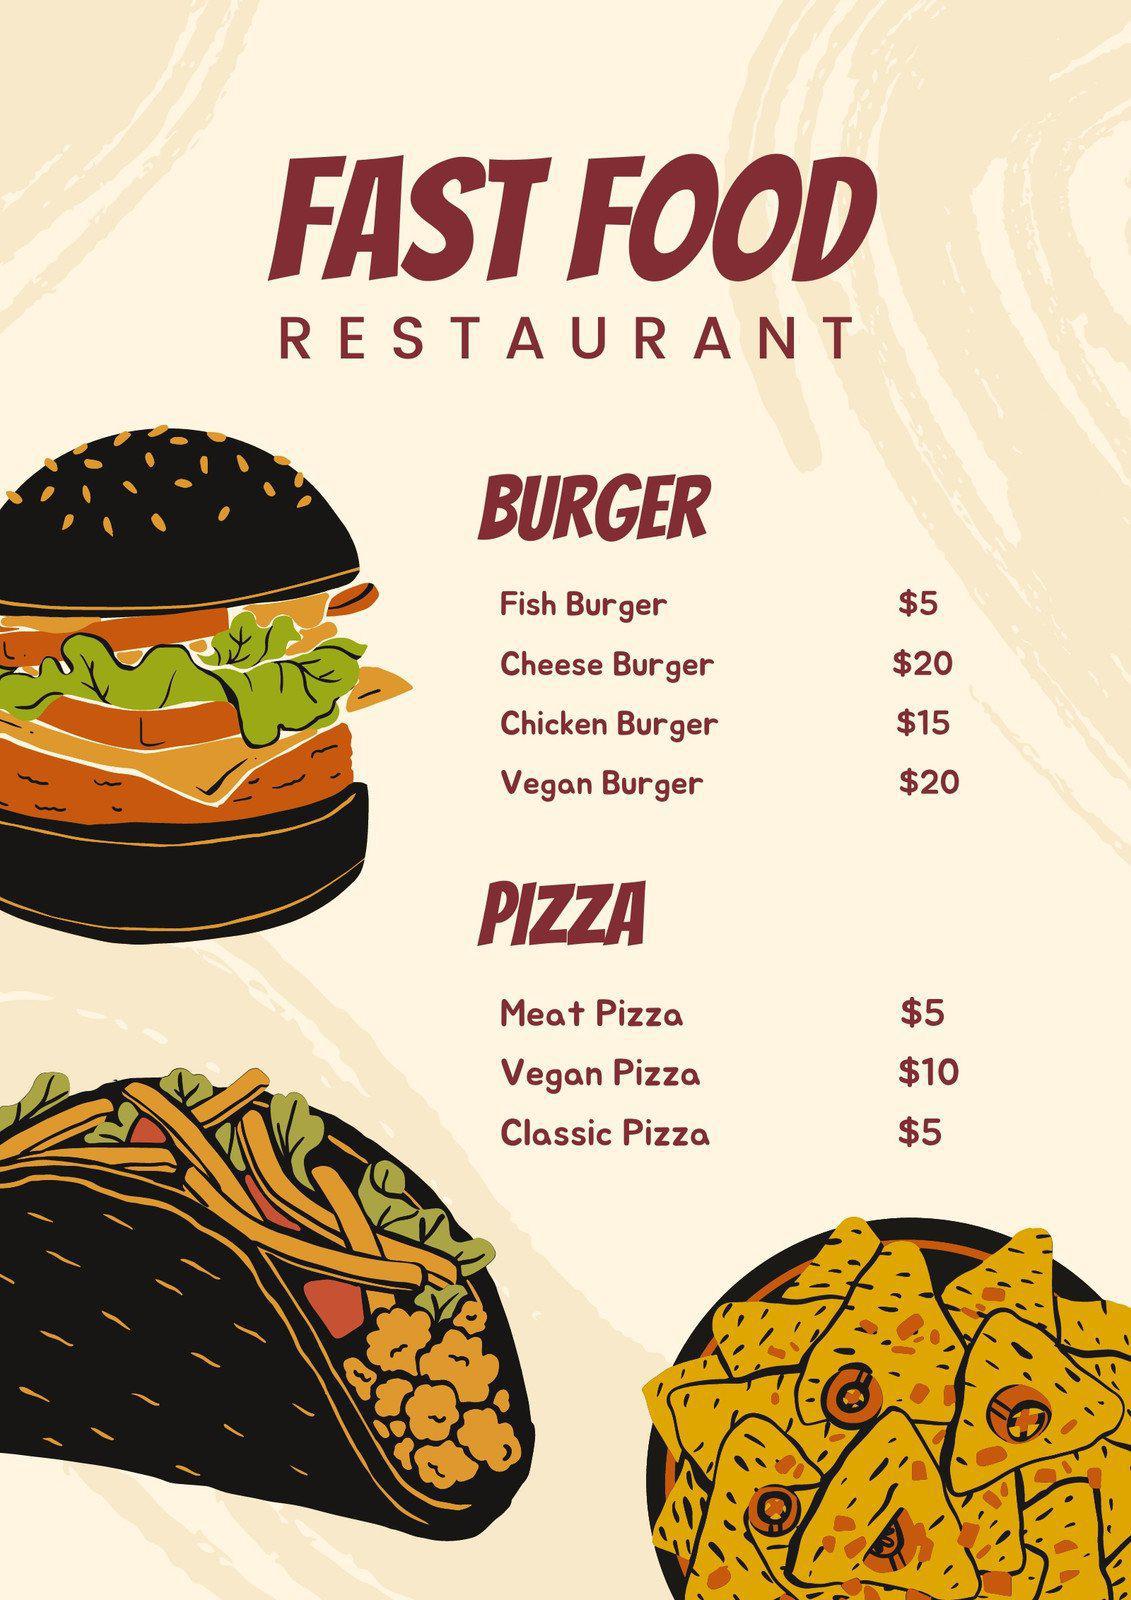 FAST FOOD
RESTAURANT
BURGER
Fish Burger $5
Cheese Burger $20
Chicken Burger $15
Vegan Burger $20
PIZZA
Meat Pizza $5
Vegan Pizza $10
Classic Pizza $5